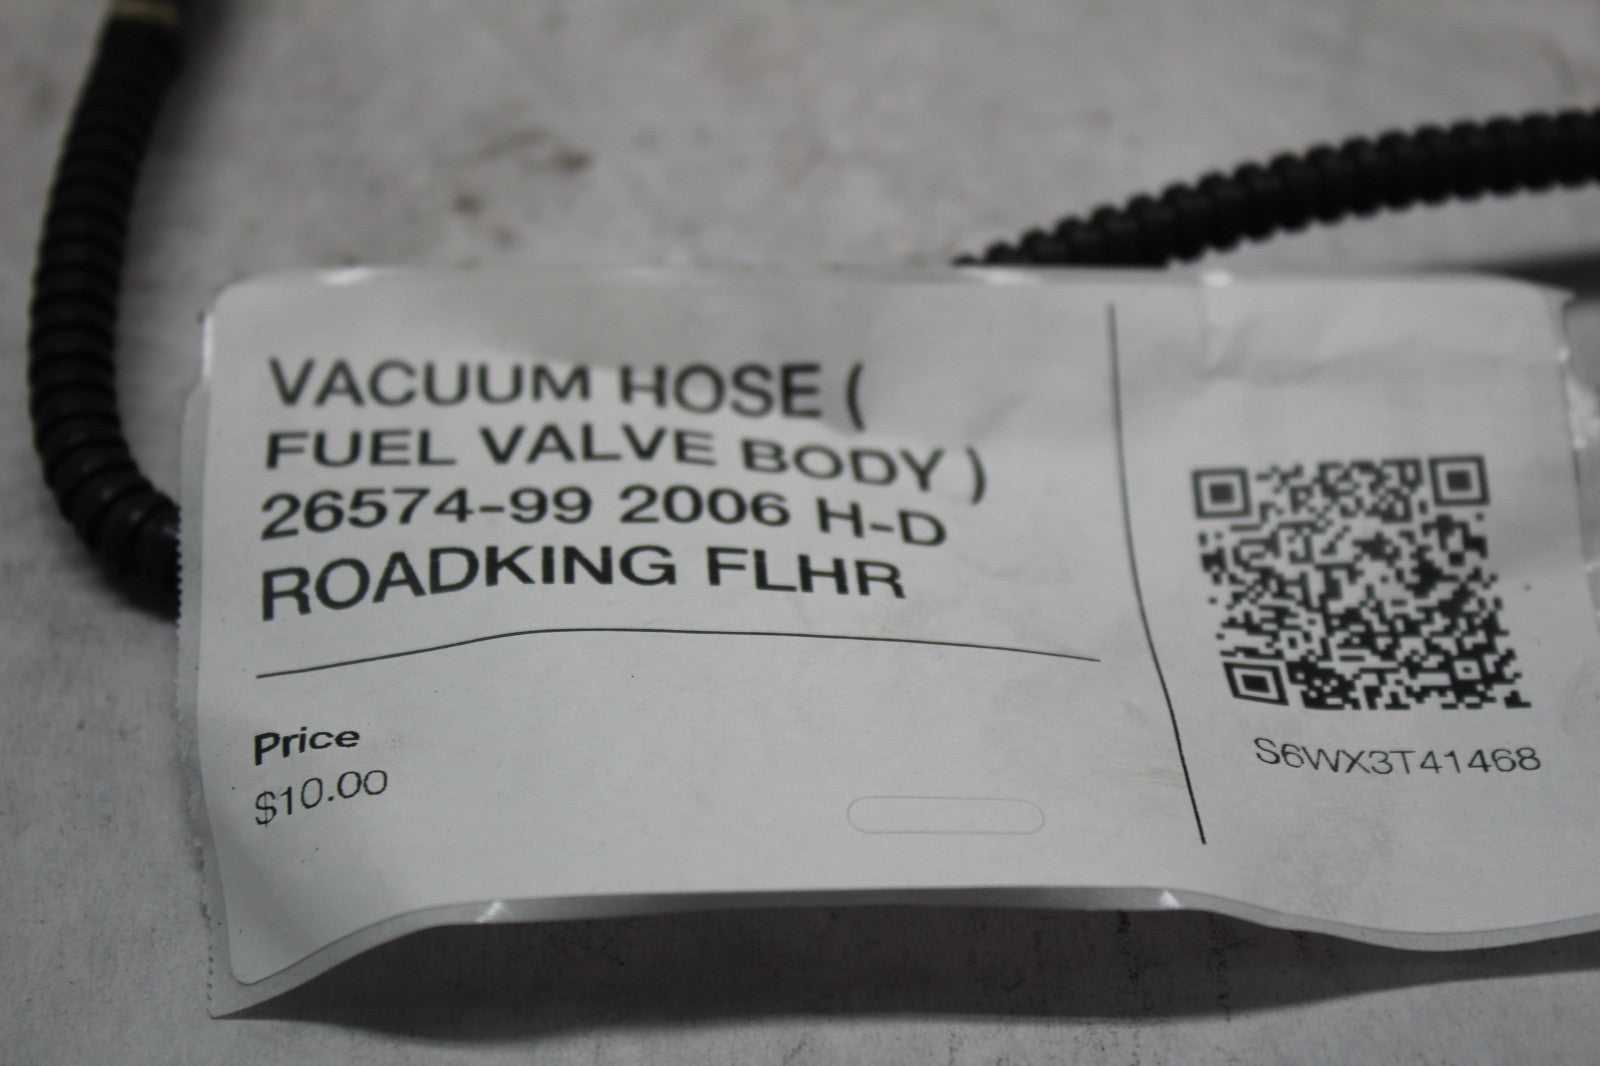 VACUUM HOSE (
FUEL VALVE BODY )
26574-99 2006 H-D
ROADKING FLHR
Price
$10.00
S6WX3T41468